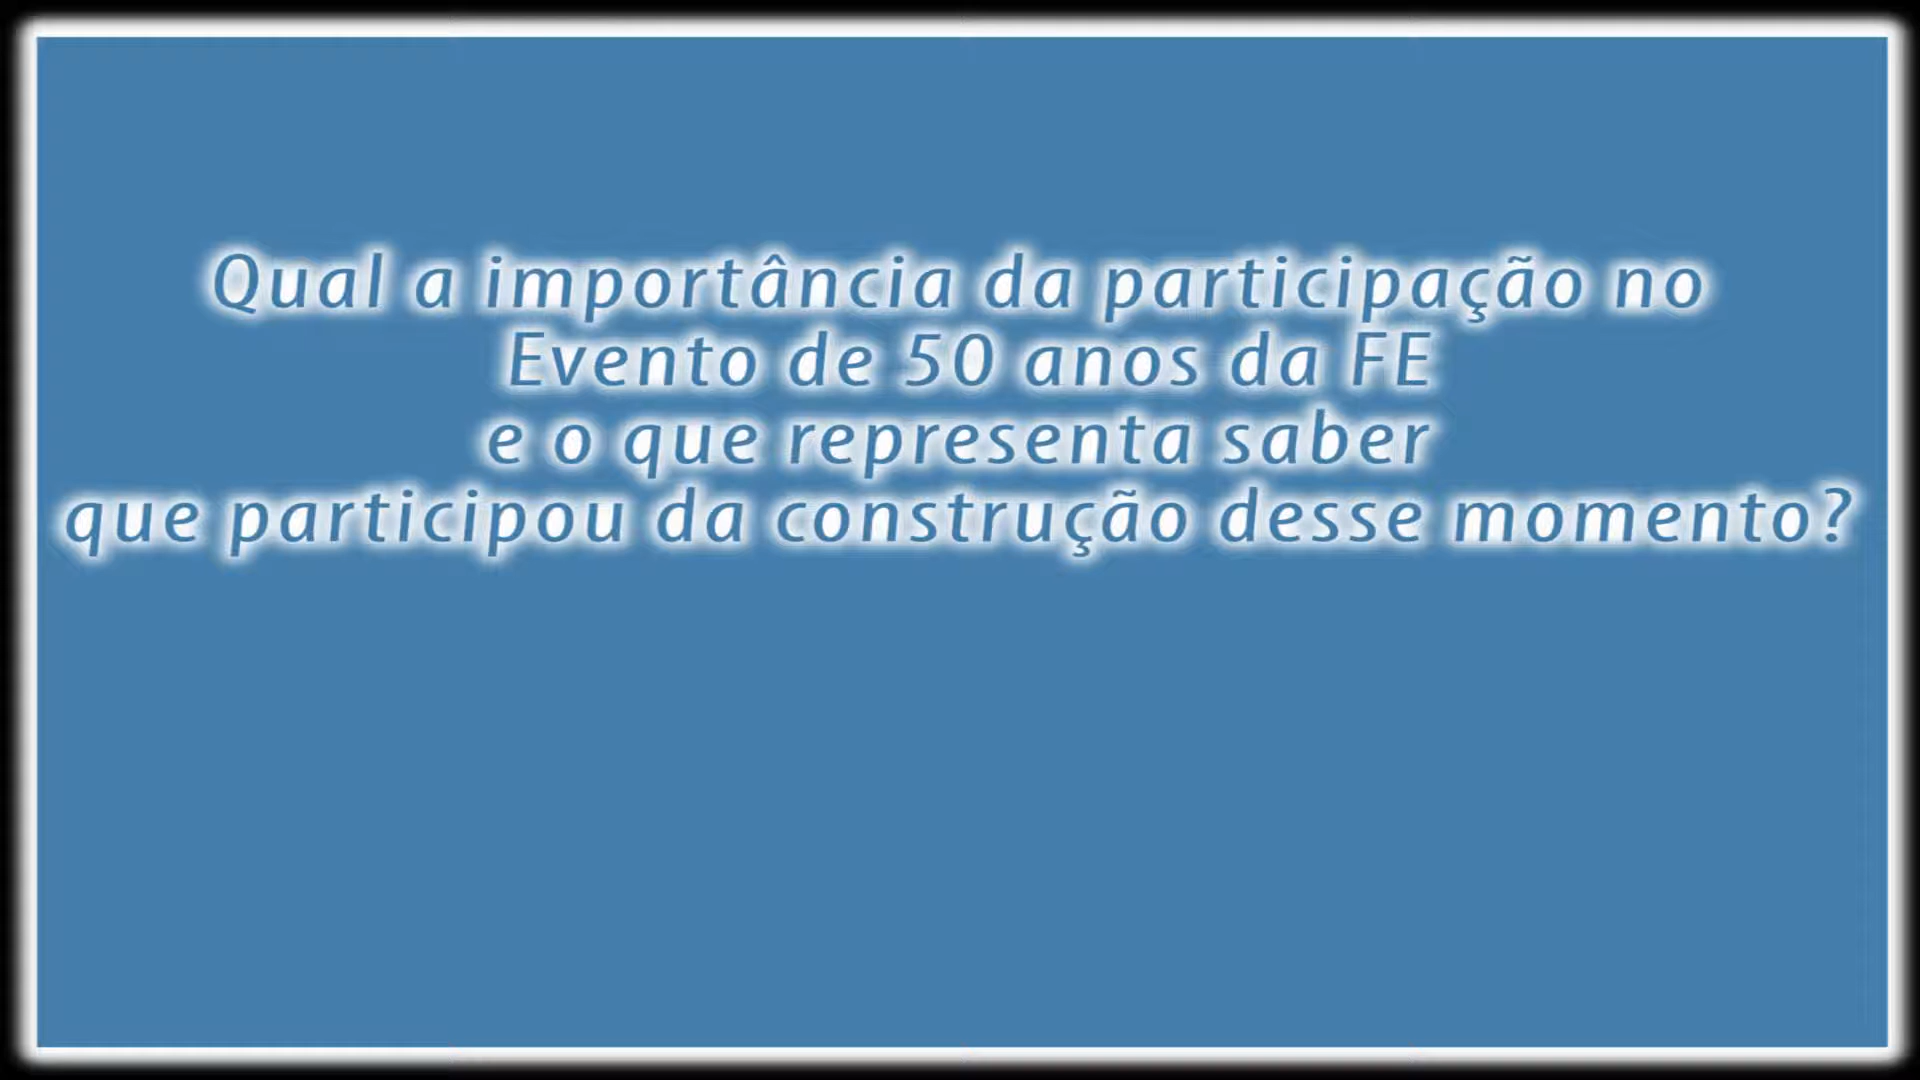 Qual a importância da participação no
Evento de 50 anos da FE
e o que representa saber
que participou da construção desse momento?